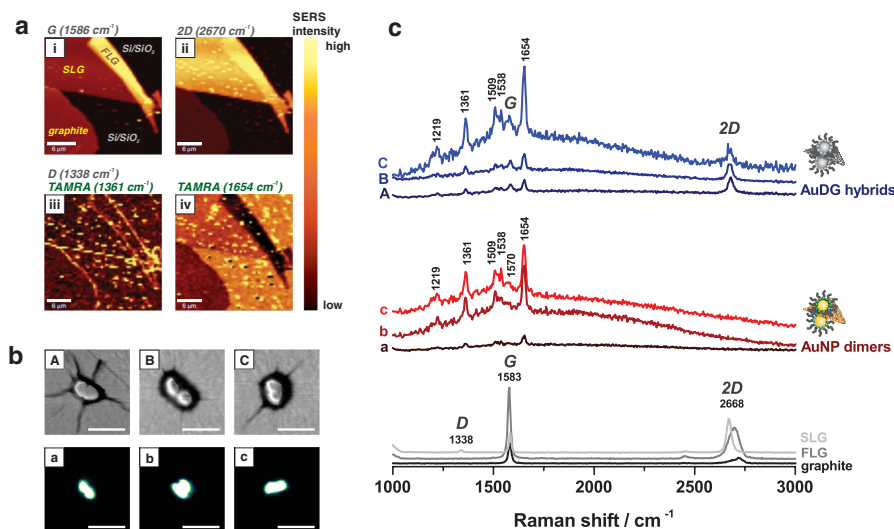 a
G (1586 cm⁻¹)
i
Si/SiO₂
FLG
SLG
graphite
Si/SiO₂
6 µm
2D (2670 cm⁻¹)
ii
6 µm
SERS
intensity
high
low
D (1338 cm⁻¹)
TAMRA (1361 cm⁻¹)
iii
6 µm
TAMRA (1654 cm⁻¹)
iv
6 µm
b
A
B
C
a
b
c
c
1219
1361
1509
1538
G
1654
2D
C
B
A
AuDG hybrids
1219
1361
1509
1538
1570
1654
c
b
a
AuNP dimers
G
1583
D
1338
2D
2668
SLG
FLG
graphite
1000
1500
2000
2500
3000
Raman shift / cm⁻¹